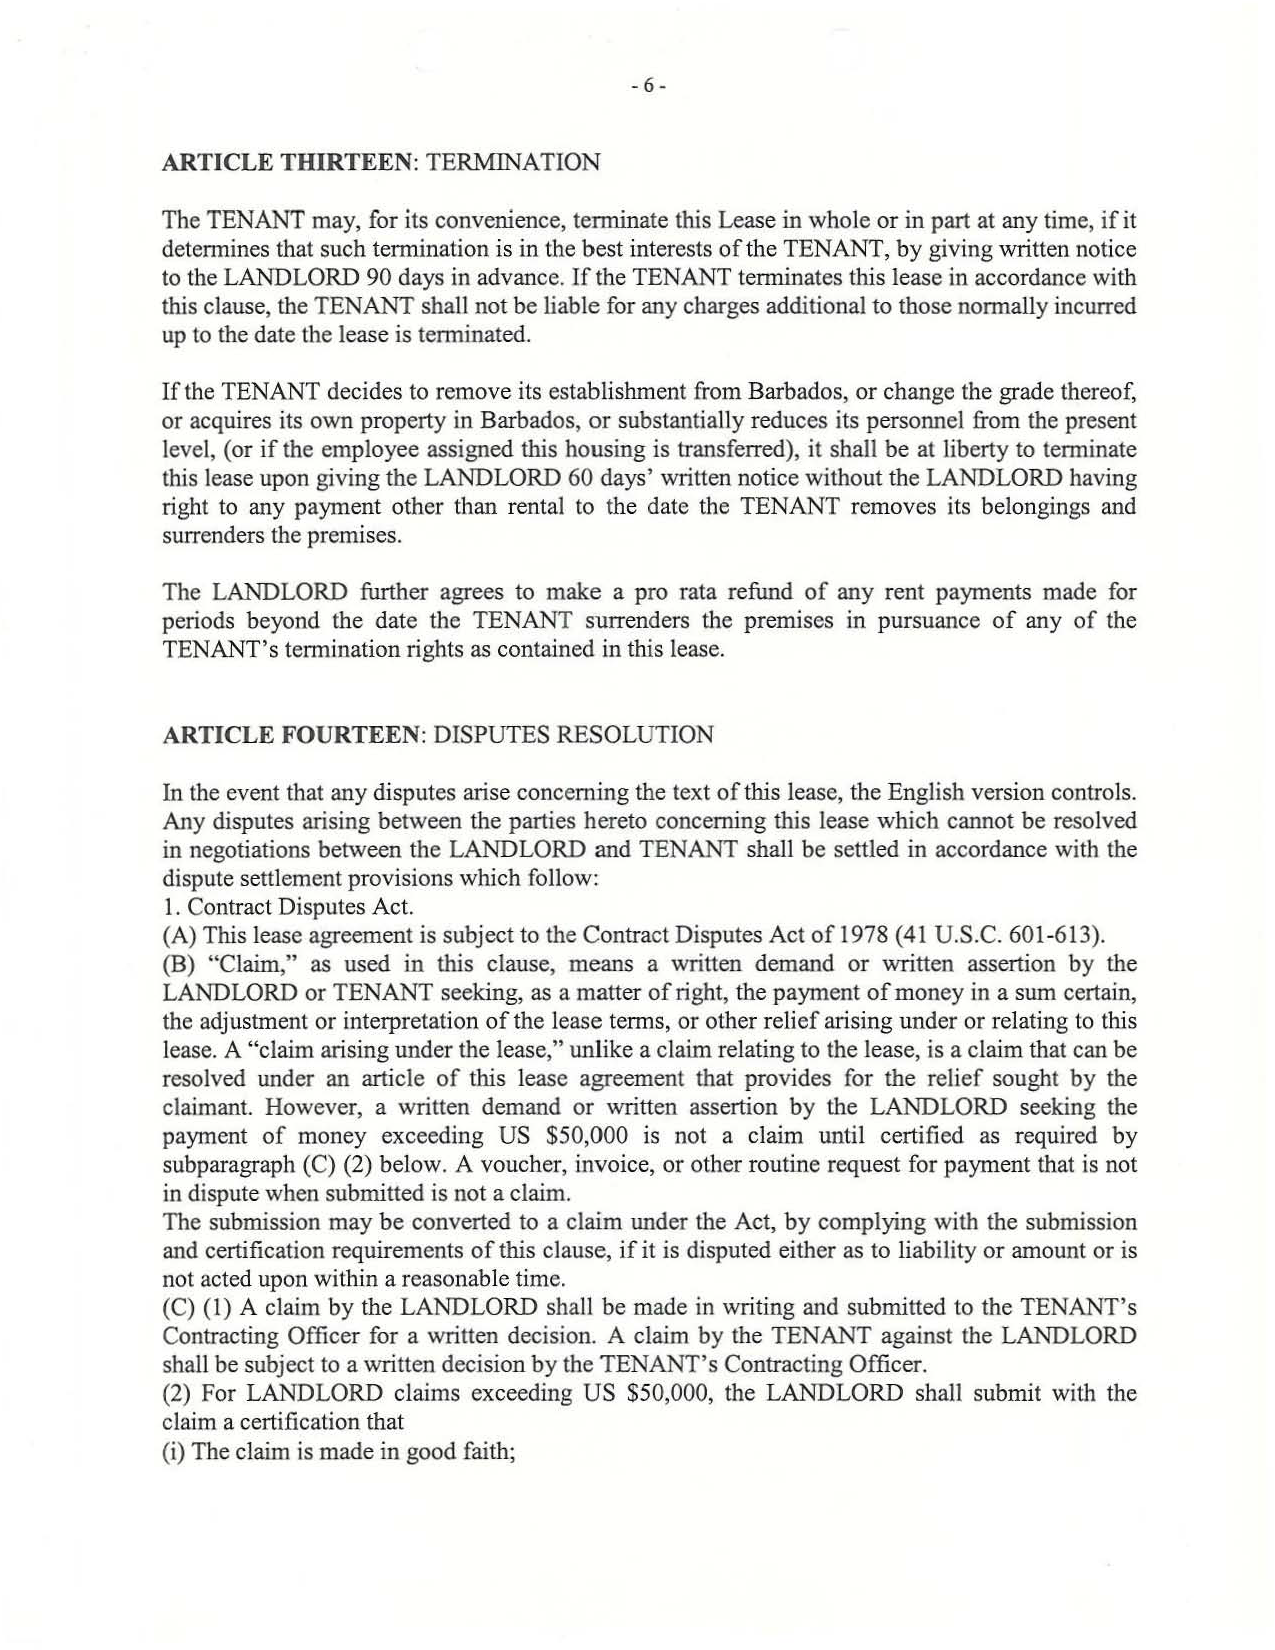 - 6 -
ARTICLE THIRTEEN: TERMINATION
The TENANT may, for its convenience, terminate this Lease in whole or in part at any time, if it
determines that such termination is in the best interests of the TENANT, by giving written notice
to the LANDLORD 90 days in advance. If the TENANT terminates this lease in accordance with
this clause, the TENANT shall not be liable for any charges additional to those normally incurred
up to the date the lease is terminated.
If the TENANT decides to remove its establishment from Barbados, or change the grade thereof,
or acquires its own property in Barbados, or substantially reduces its personnel from the present
level, (or if the employee assigned this housing is transferred), it shall be at liberty to terminate
this lease upon giving the LANDLORD 60 days' written notice without the LANDLORD having
right to any payment other than rental to the date the TENANT removes its belongings and
surrenders the premises.
The LANDLORD further agrees to make a pro rata refund of any rent payments made for
periods beyond the date the TENANT surrenders the premises in pursuance of any of the
TENANT's termination rights as contained in this lease.
ARTICLE FOURTEEN: DISPUTES RESOLUTION
In the event that any disputes arise concerning the text of this lease, the English version controls.
Any disputes arising between the parties hereto concerning this lease which cannot be resolved
in negotiations between the LANDLORD and TENANT shall be settled in accordance with the
dispute settlement provisions which follow:
1. Contract Disputes Act.
(A) This lease agreement is subject to the Contract Disputes Act of 1978 (41 U.S.C. 601-613).
(B) “Claim,” as used in this clause, means a written demand or written assertion by the
LANDLORD or TENANT seeking, as a matter of right, the payment of money in a sum certain,
the adjustment or interpretation of the lease terms, or other relief arising under or relating to this
lease. A “claim arising under the lease,” unlike a claim relating to the lease, is a claim that can be
resolved under an article of this lease agreement that provides for the relief sought by the
claimant. However, a written demand or written assertion by the LANDLORD seeking the
payment of money exceeding US $50,000 is not a claim until certified as required by
subparagraph (C) (2) below. A voucher, invoice, or other routine request for payment that is not
in dispute when submitted is not a claim.
The submission may be converted to a claim under the Act, by complying with the submission
and certification requirements of this clause, if it is disputed either as to liability or amount or is
not acted upon within a reasonable time.
(C) (1) A claim by the LANDLORD shall be made in writing and submitted to the TENANT's
Contracting Officer for a written decision. A claim by the TENANT against the LANDLORD
shall be subject to a written decision by the TENANT's Contracting Officer.
(2) For LANDLORD claims exceeding US $50,000, the LANDLORD shall submit with the
claim a certification that
(i) The claim is made in good faith;